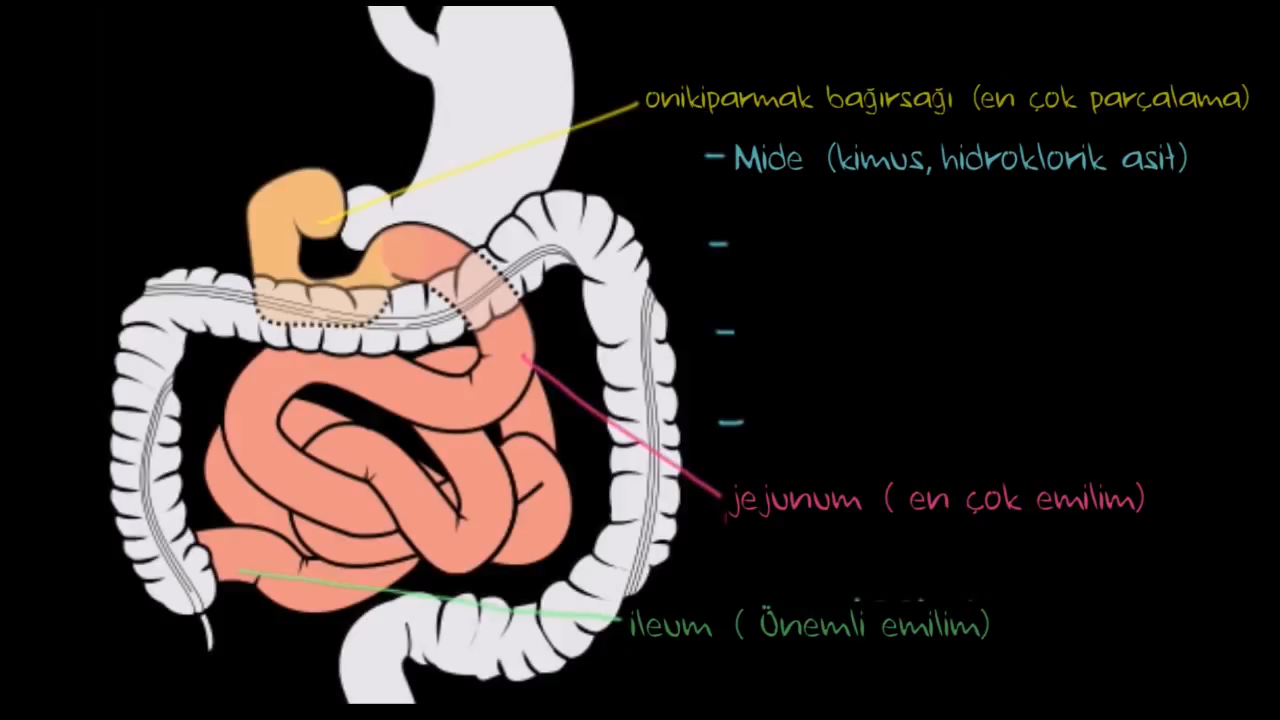 onikiparmak bağırsağı (en çok parçalama)
- Mide (kimus, hidroklorik asit)
-
-
-
jejunum ( en çok emilim)
ileum ( Önemli emilim)